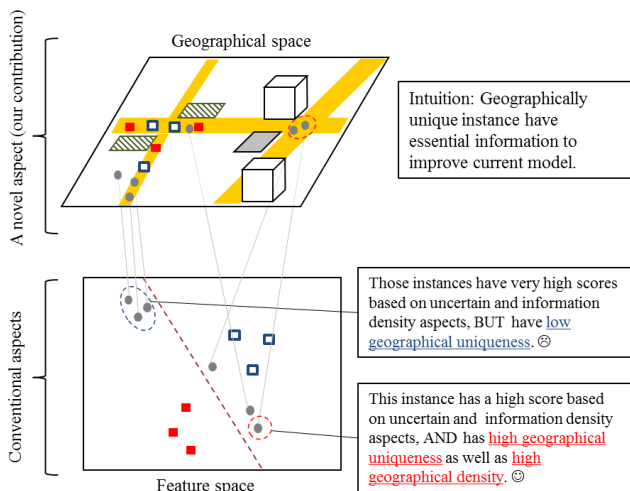 Geographical space
A novel aspect (our contribution)
Intuition: Geographically
unique instance have
essential information to
improve current model.
Conventional aspects
Those instances have very high scores
based on uncertain and information
density aspects, BUT have low
geographical uniqueness. ☹
This instance has a high score based
on uncertain and information density
aspects, AND has high geographical
uniqueness as well as high
geographical density. ☺
Feature space